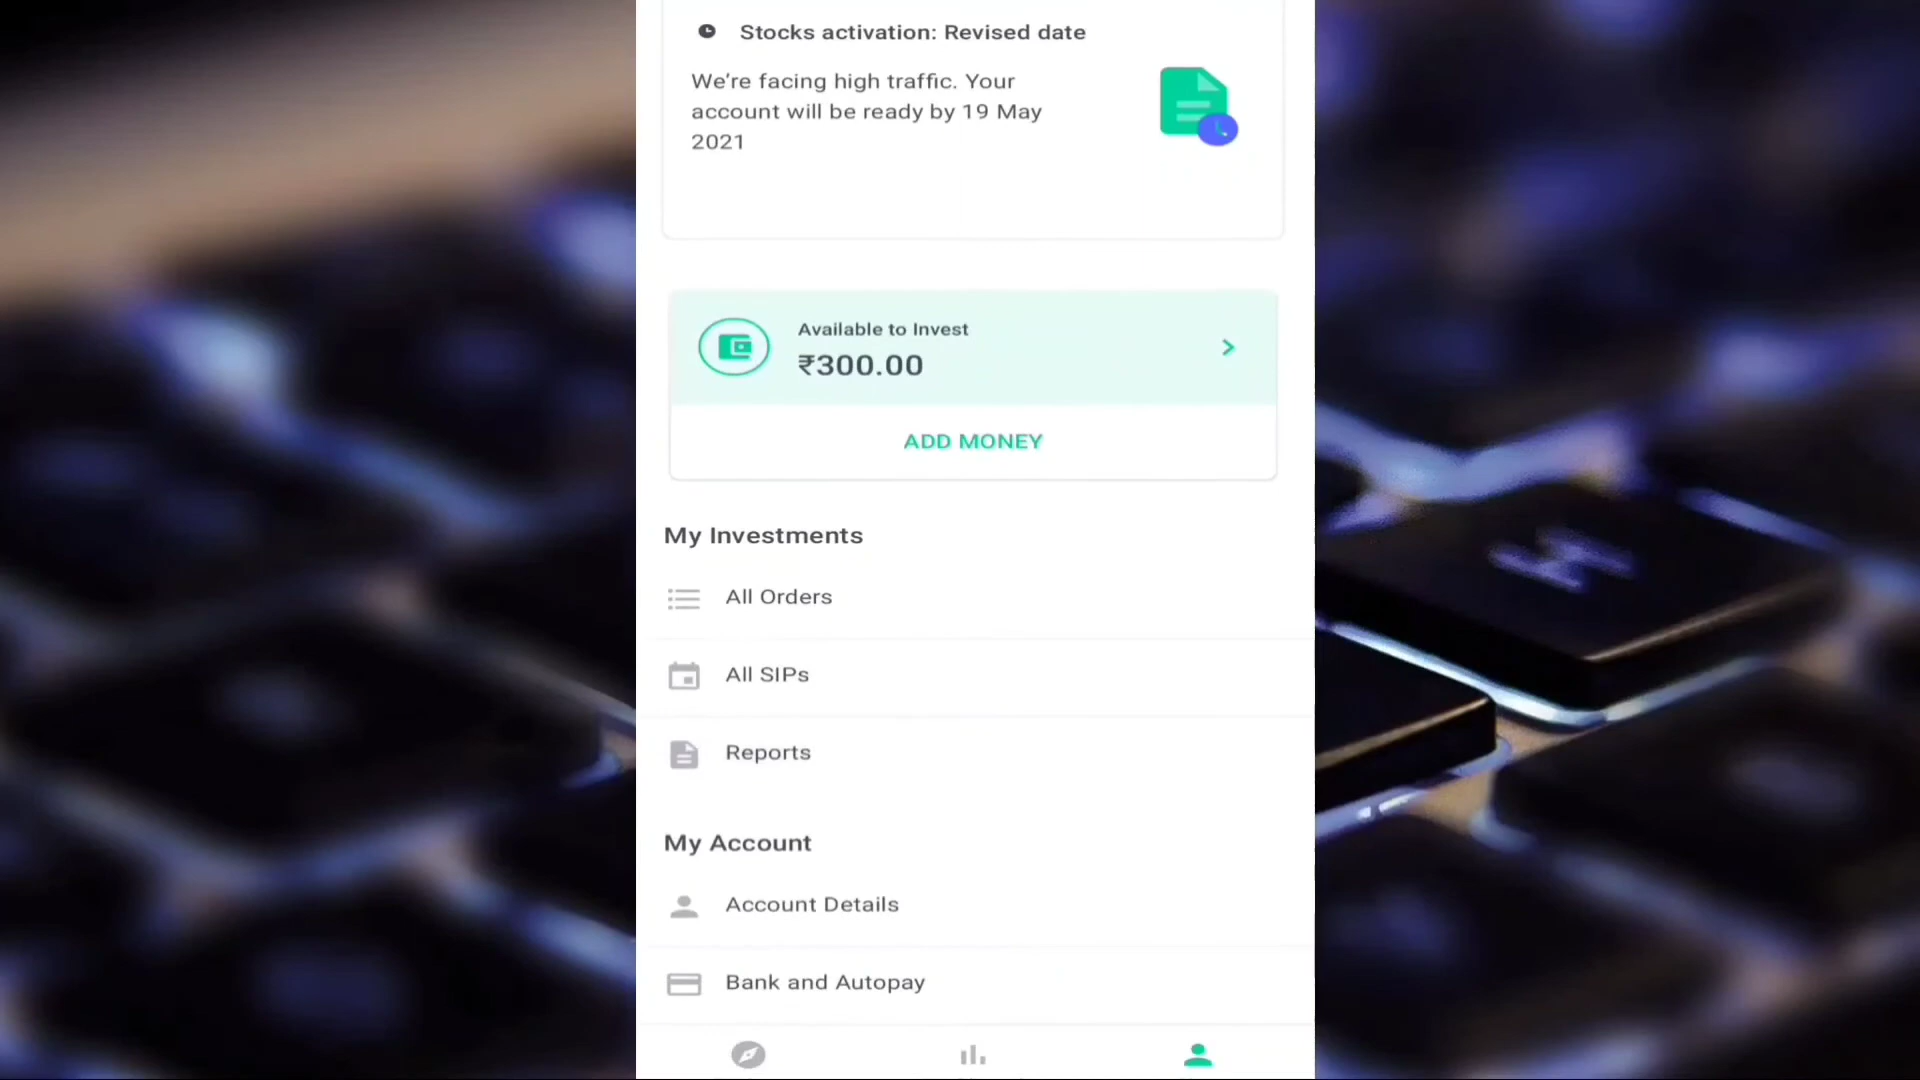 Stocks activation: Revised date
We're facing high traffic. Your
account will be ready by 19 May
2021
Available to Invest
₹300.00
ADD MONEY
My Investments
All Orders
All SIPs
Reports
My Account
Account Details
Bank and Autopay